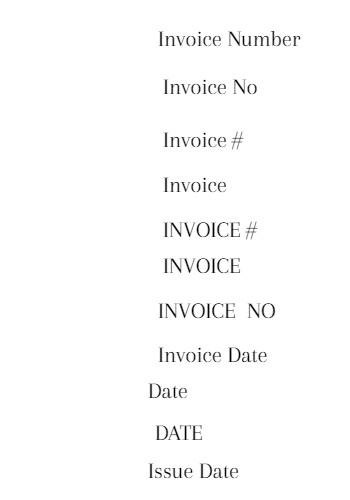 Invoice Number
Invoice No
Invoice #
Invoice
INVOICE #
INVOICE
INVOICE NO
Invoice Date
Date
DATE
Issue Date